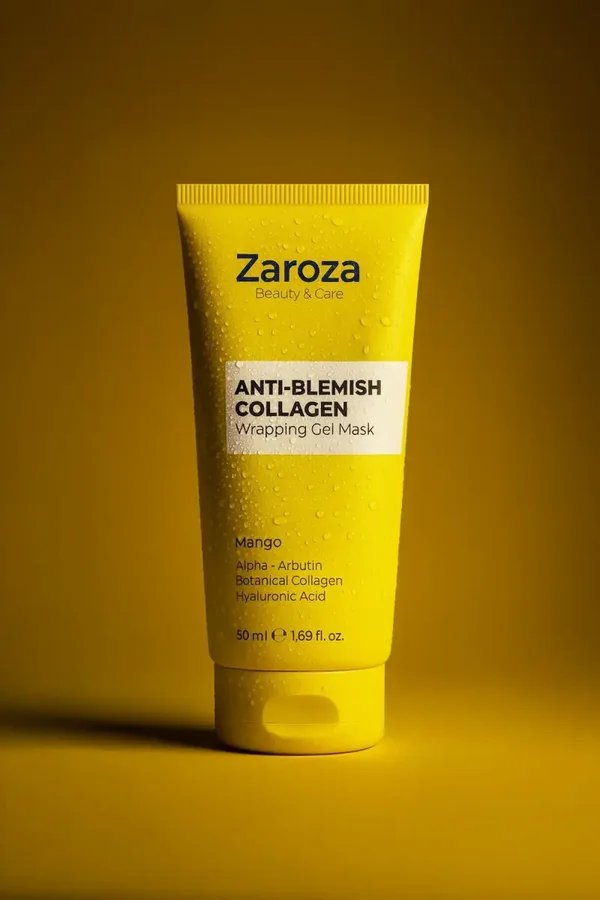 Zaroza
Beauty & Care
ANTI-BLEMISH
COLLAGEN
Wrapping Gel Mask
Mango
Alpha - Arbutin
Botanical Collagen
Hyaluronic Acid
50 ml ℮ 1,69 fl. oz.